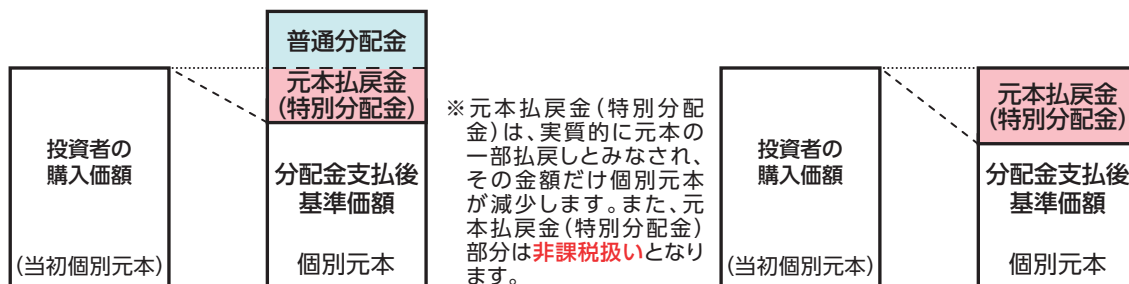 普通分配金
元本払戻金
(特別分配金)
投資者の
購入価額
(当初個別元本)
分配金支払後
基準価額
個別元本
※元本払戻金(特別分配
金)は、実質的に元本の
一部払戻しとみなされ、
その金額だけ個別元本
が減少します。また、元
本払戻金(特別分配金)
部分は非課税扱いとなり
ます。
投資者の
購入価額
(当初個別元本)
元本払戻金
(特別分配金)
分配金支払後
基準価額
個別元本